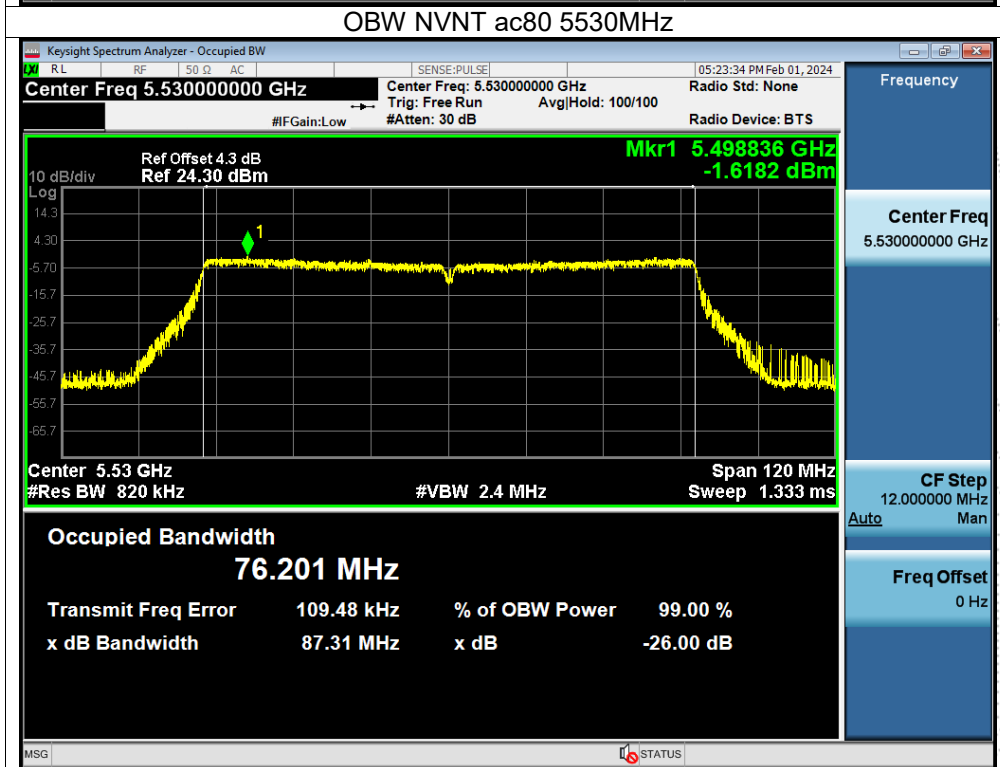 OBW NVNT ac80 5530MHz
Keysight Spectrum Analyzer - Occupied BW
LXI RL RF 50 Ω AC SENSE:PULSE 05:23:34 PM Feb 01, 2024
Center Freq 5.530000000 GHz
Center Freq: 5.530000000 GHz Radio Std: None
Trig: Free Run Avg|Hold: 100/100
#IFGain:Low #Atten: 30 dB Radio Device: BTS
Frequency
Mkr1 5.498836 GHz
-1.6182 dBm
Ref Offset 4.3 dB
10 dB/div Ref 24.30 dBm
Log
14.3
4.30
-5.70
-15.7
-25.7
-35.7
-45.7
-55.7
-65.7
1
Center 5.53 GHz Span 120 MHz
#Res BW 820 kHz #VBW 2.4 MHz Sweep 1.333 ms
Center Freq
5.530000000 GHz
CF Step
12.000000 MHz
Auto Man
Freq Offset
0 Hz
Occupied Bandwidth
76.201 MHz
Transmit Freq Error 109.48 kHz % of OBW Power 99.00 %
x dB Bandwidth 87.31 MHz x dB -26.00 dB
MSG STATUS